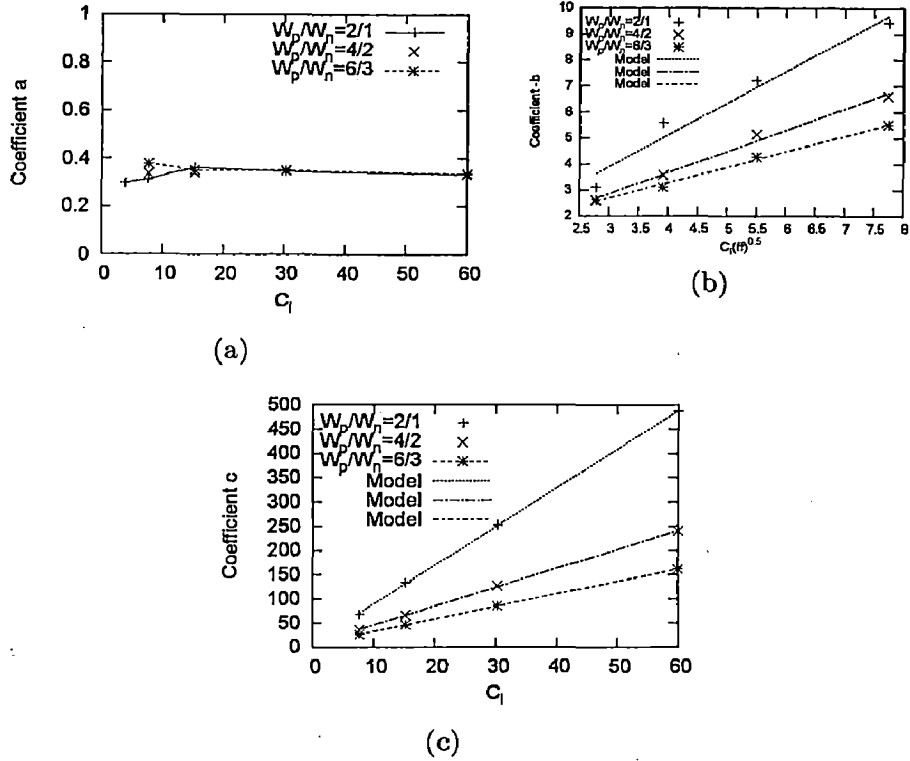 1
0.8
0.6
0.4
0.2
0
Coefficient a
W_p/W_n=2/1
W_p/W_n=4/2
W_p/W_n=6/3
0 10 20 30 40 50 60
C_l
(a)
10
9
8
7
6
5
4
3
2
Coefficient -b
W_p/W_n=2/1
W_p/W_n=4/2
W_p/W_n=6/3
Model
Model
Model
2.5 3 3.5 4 4.5 5 5.5 6 6.5 7 7.5 8
C_l(fF)^0.5
(b)
500
450
400
350
300
250
200
150
100
50
0
Coefficient c
W_p/W_n=2/1
W_p/W_n=4/2
W_p/W_n=6/3
Model
Model
Model
0 10 20 30 40 50 60
C_l
(c)